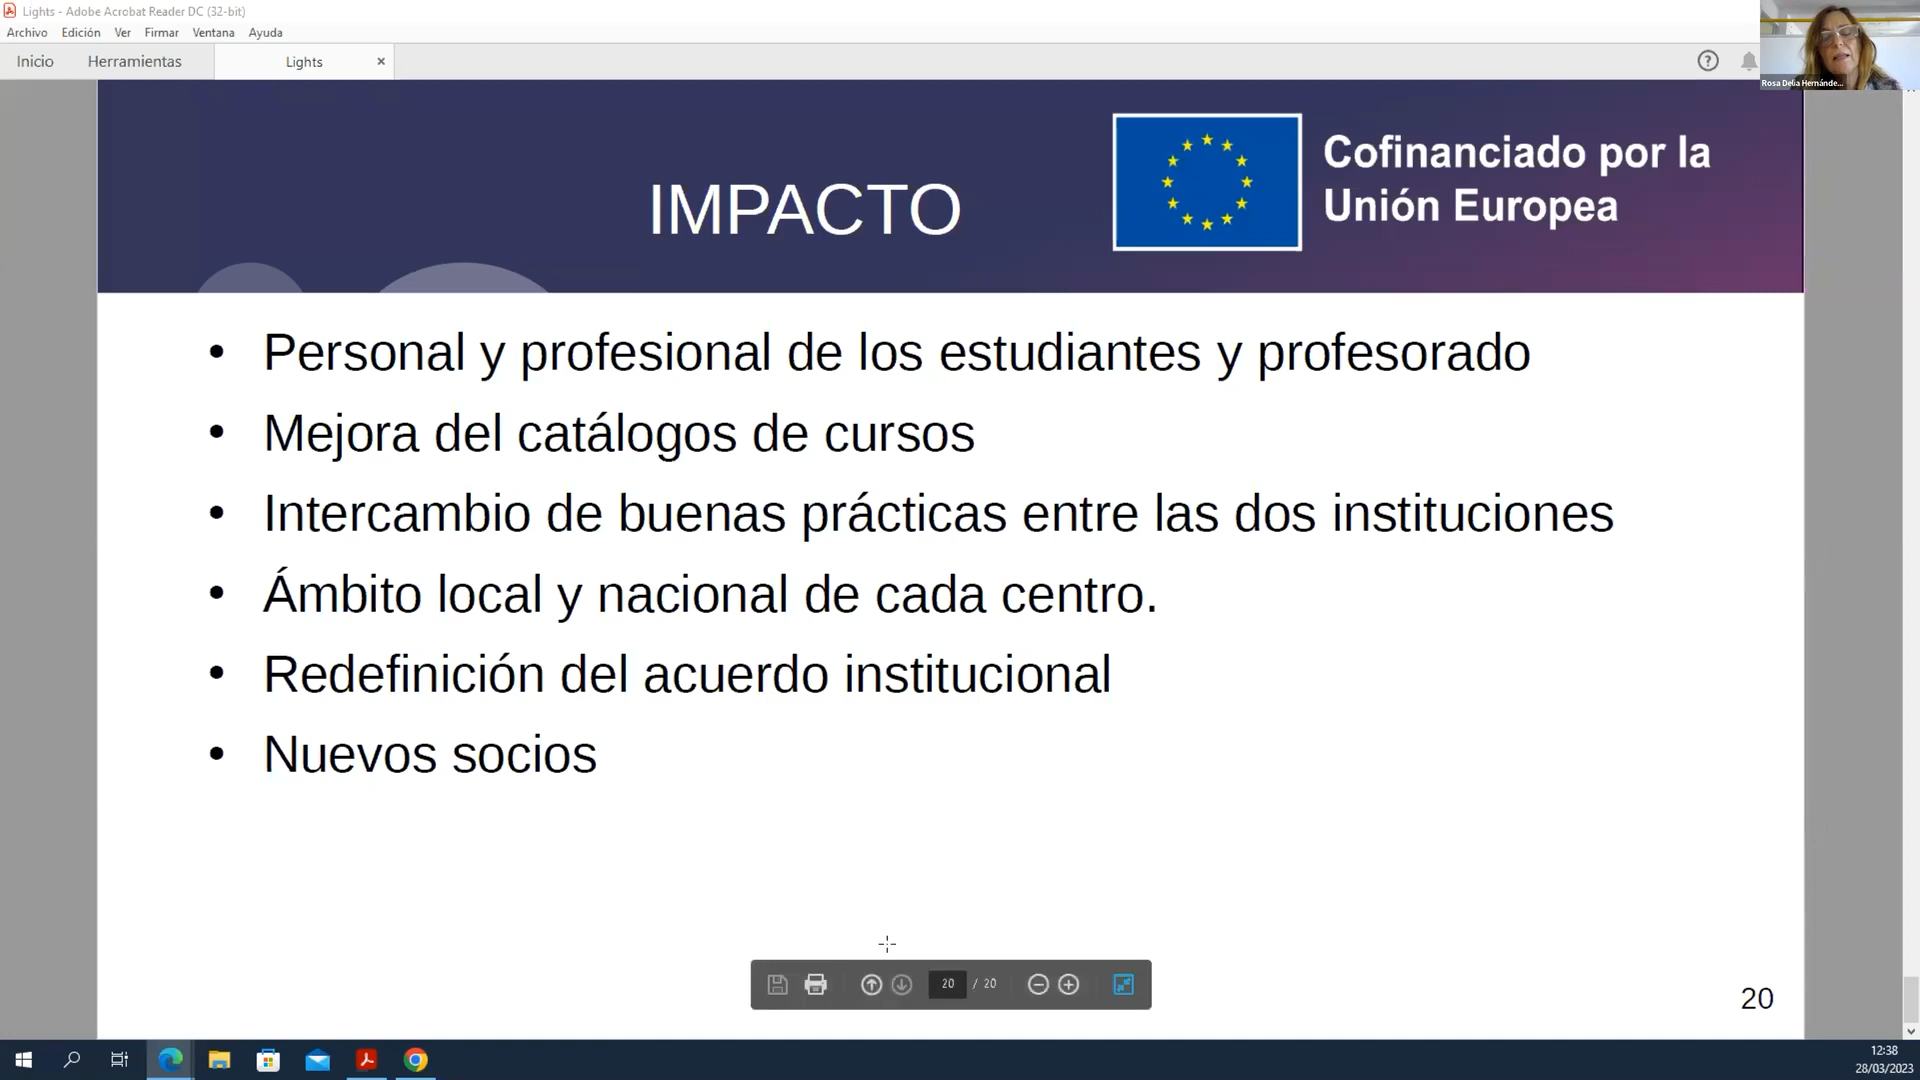 Lights - Adobe Acrobat Reader DC (32-bit)
Archivo Edición Ver Firmar Ventana Ayuda
Inicio Herramientas Lights
Rosa Delia Hernánde...
IMPACTO
Cofinanciado por la
Unión Europea
• Personal y profesional de los estudiantes y profesorado
• Mejora del catálogos de cursos
• Intercambio de buenas prácticas entre las dos instituciones
• Ámbito local y nacional de cada centro.
• Redefinición del acuerdo institucional
• Nuevos socios
20 / 20
20
12:38
28/03/2023